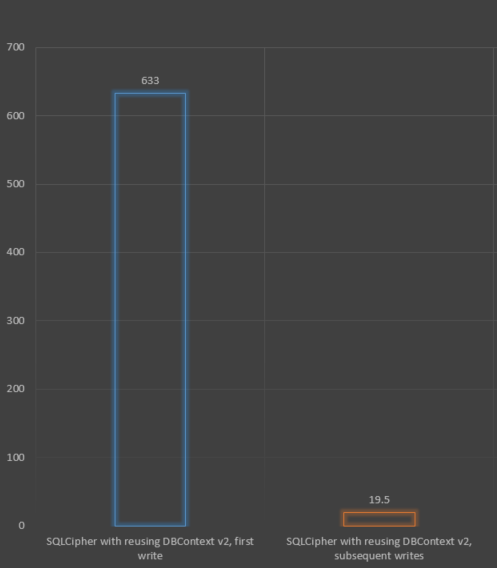 700
633
600
500
400
300
200
100
19.5
0
SQLCipher with reusing DBContext v2, first
write
SQLCipher with reusing DBContext v2,
subsequent writes